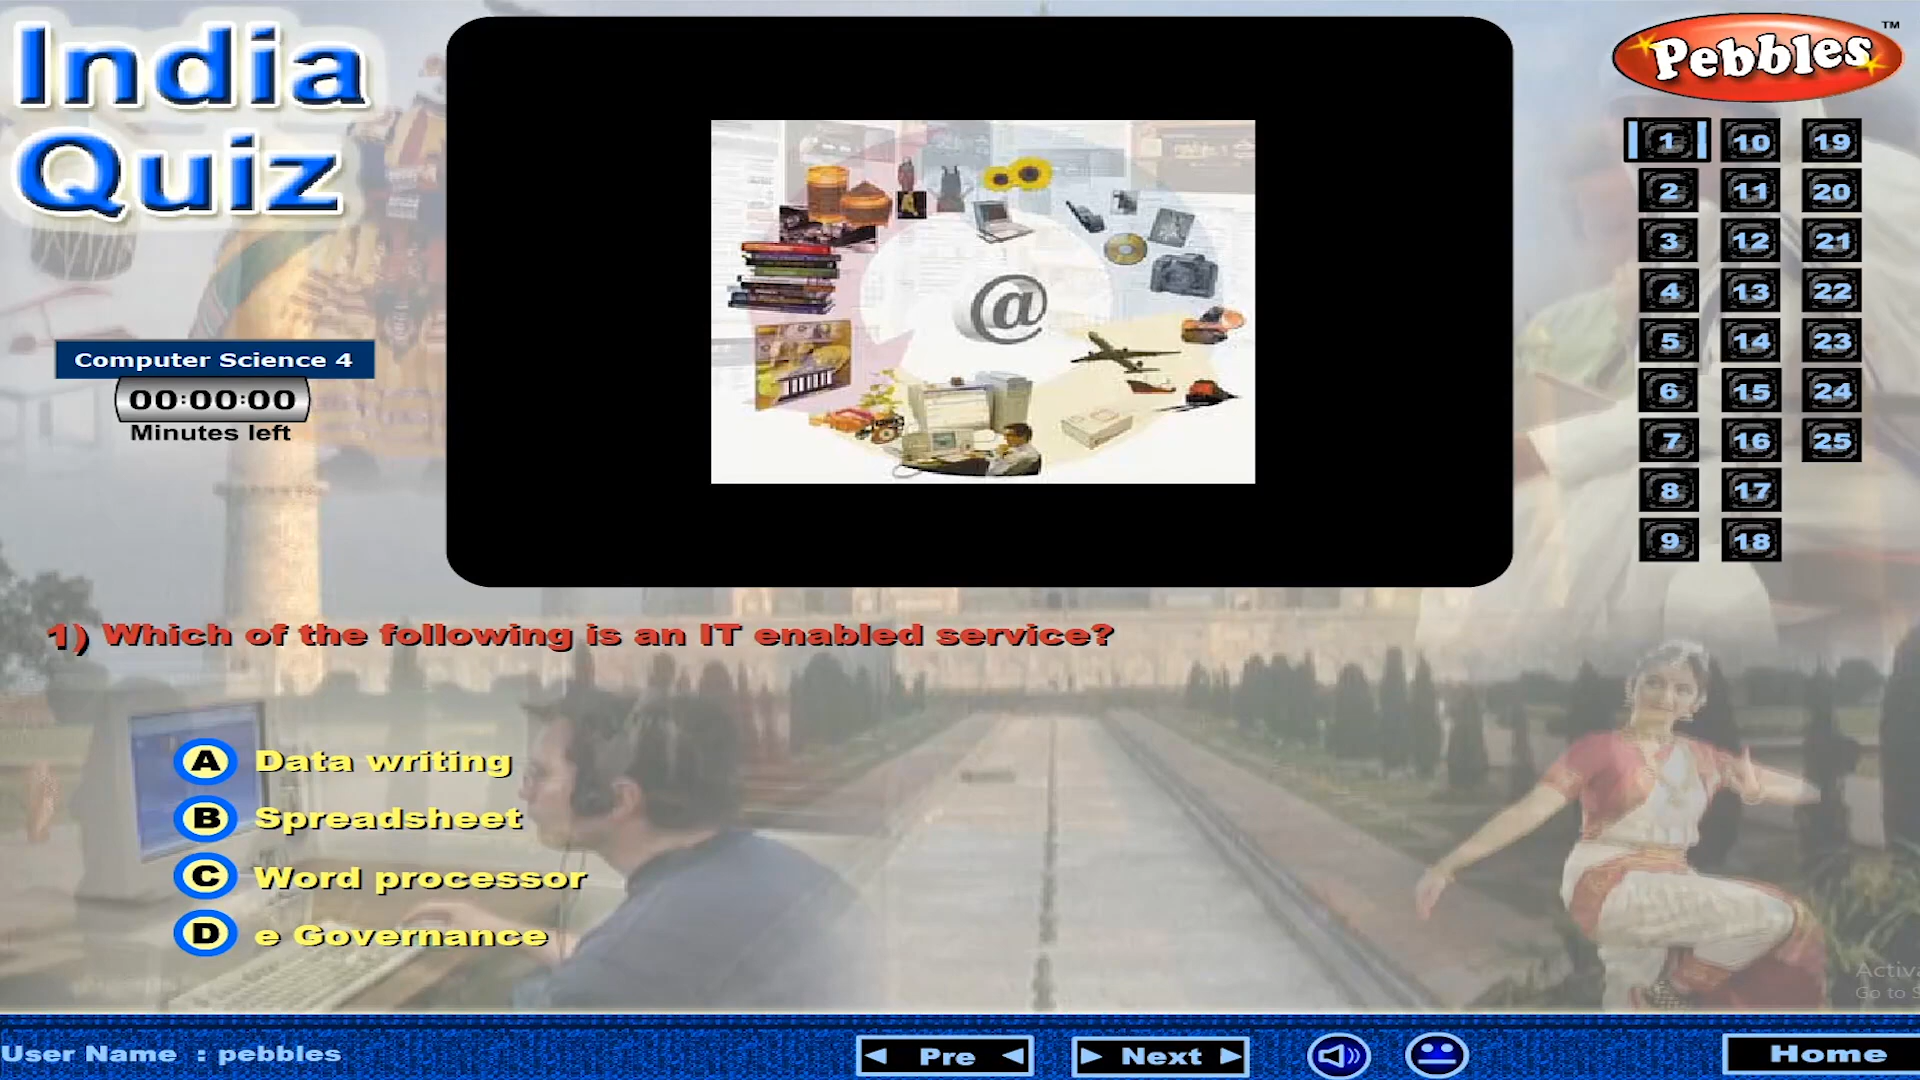 India
Quiz
Pebbles™
Computer Science 4
00:00:00
Minutes left
@
1 10 19
2 11 20
3 12 21
4 13 22
5 14 23
6 15 24
7 16 25
8 17
9 18
1) Which of the following is an IT enabled service?
A Data writing
B Spreadsheet
C Word processor
D e Governance
Go to S
User Name : pebbles
Pre
Next
Home